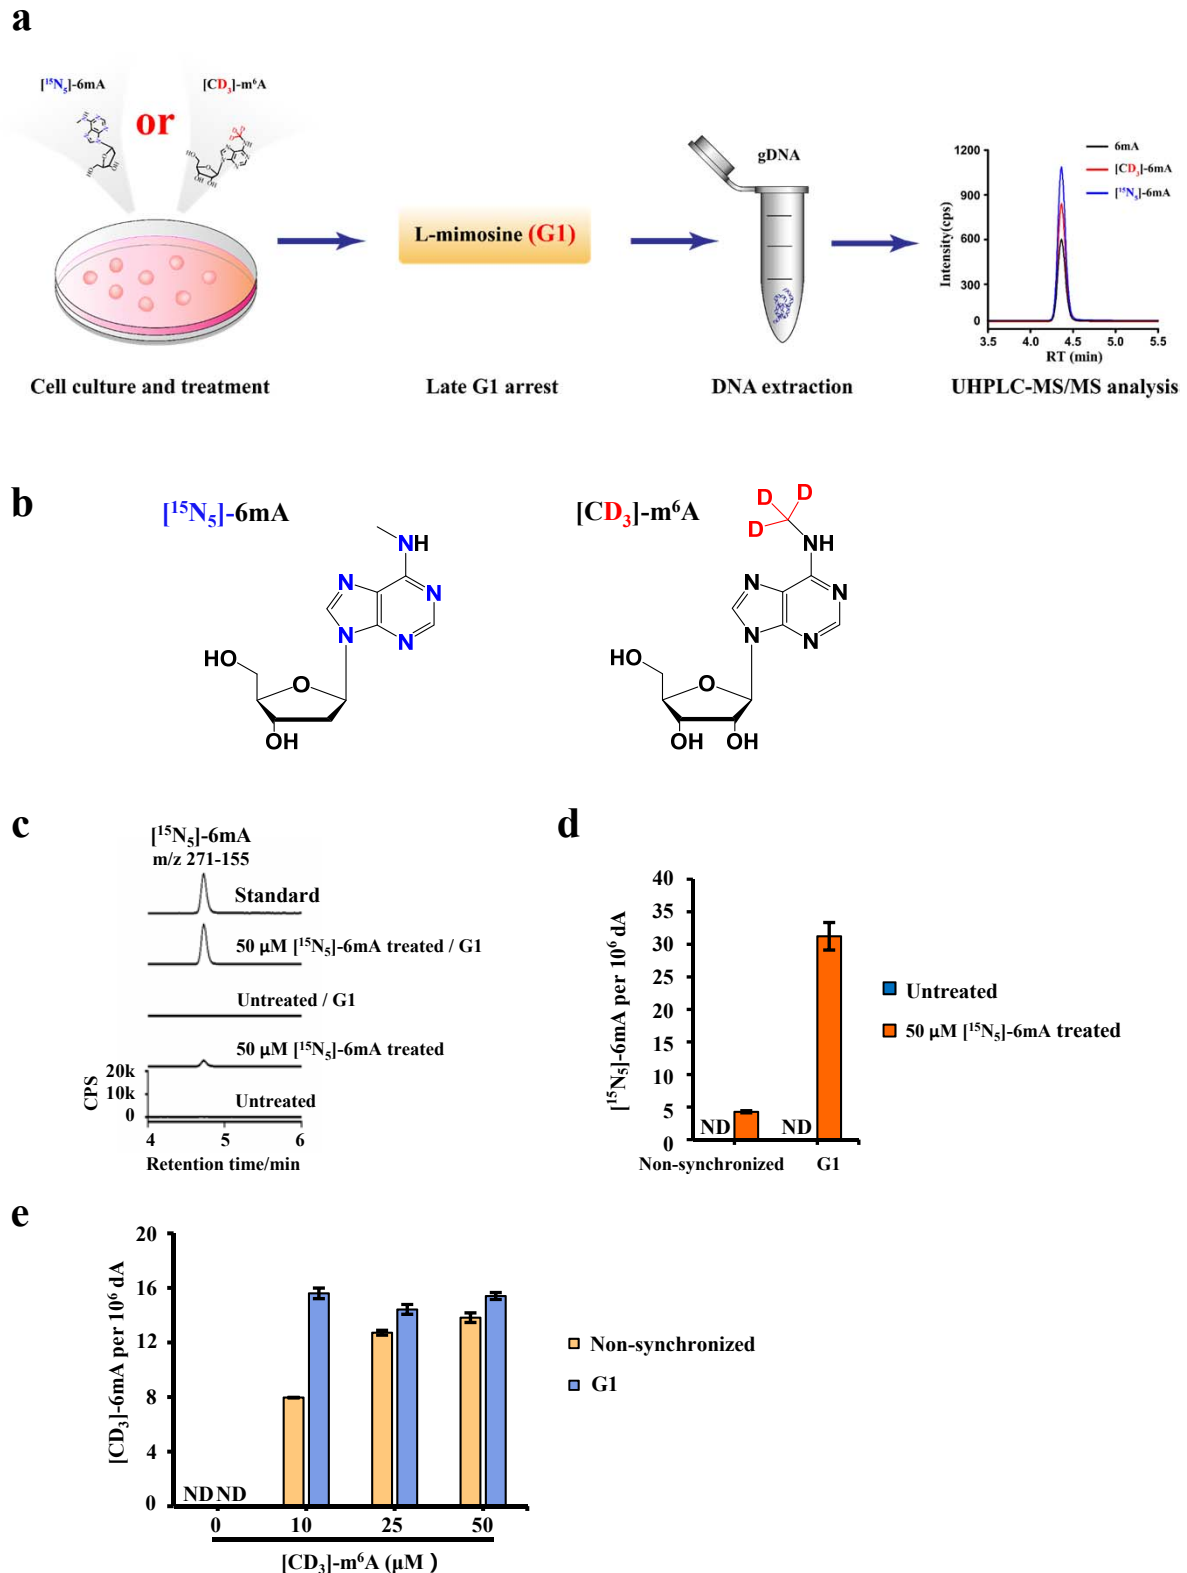 a
[¹⁵N₅]-6mA
or
[CD₃]-m⁶A
HO
OH
HO
OH OH
D D D
NH
L-mimosine (G1)
gDNA
Intensity(cps)
1200
900
600
300
0
3.5 4.0 4.5 5.0 5.5
RT (min)
6mA
[CD₃]-6mA
[¹⁵N₅]-6mA
Cell culture and treatment
Late G1 arrest
DNA extraction
UHPLC-MS/MS analysis
b
[¹⁵N₅]-6mA
NH
N
N
N
N
HO
O
OH
[CD₃]-m⁶A
D D
D
NH
N
N
N
N
HO
O
OH OH
c
[¹⁵N₅]-6mA
m/z 271-155
Standard
50 μM [¹⁵N₅]-6mA treated / G1
Untreated / G1
50 μM [¹⁵N₅]-6mA treated
Untreated
CPS
20k
10k
0
4 5 6
Retention time/min
d
[¹⁵N₅]-6mA per 10⁶ dA
40
35
30
25
20
15
10
5
0
ND ND
Non-synchronized G1
Untreated
50 μM [¹⁵N₅]-6mA treated
e
[CD₃]-6mA per 10⁶ dA
20
16
12
8
4
0
ND ND
0 10 25 50
[CD₃]-m⁶A (μM )
Non-synchronized
G1